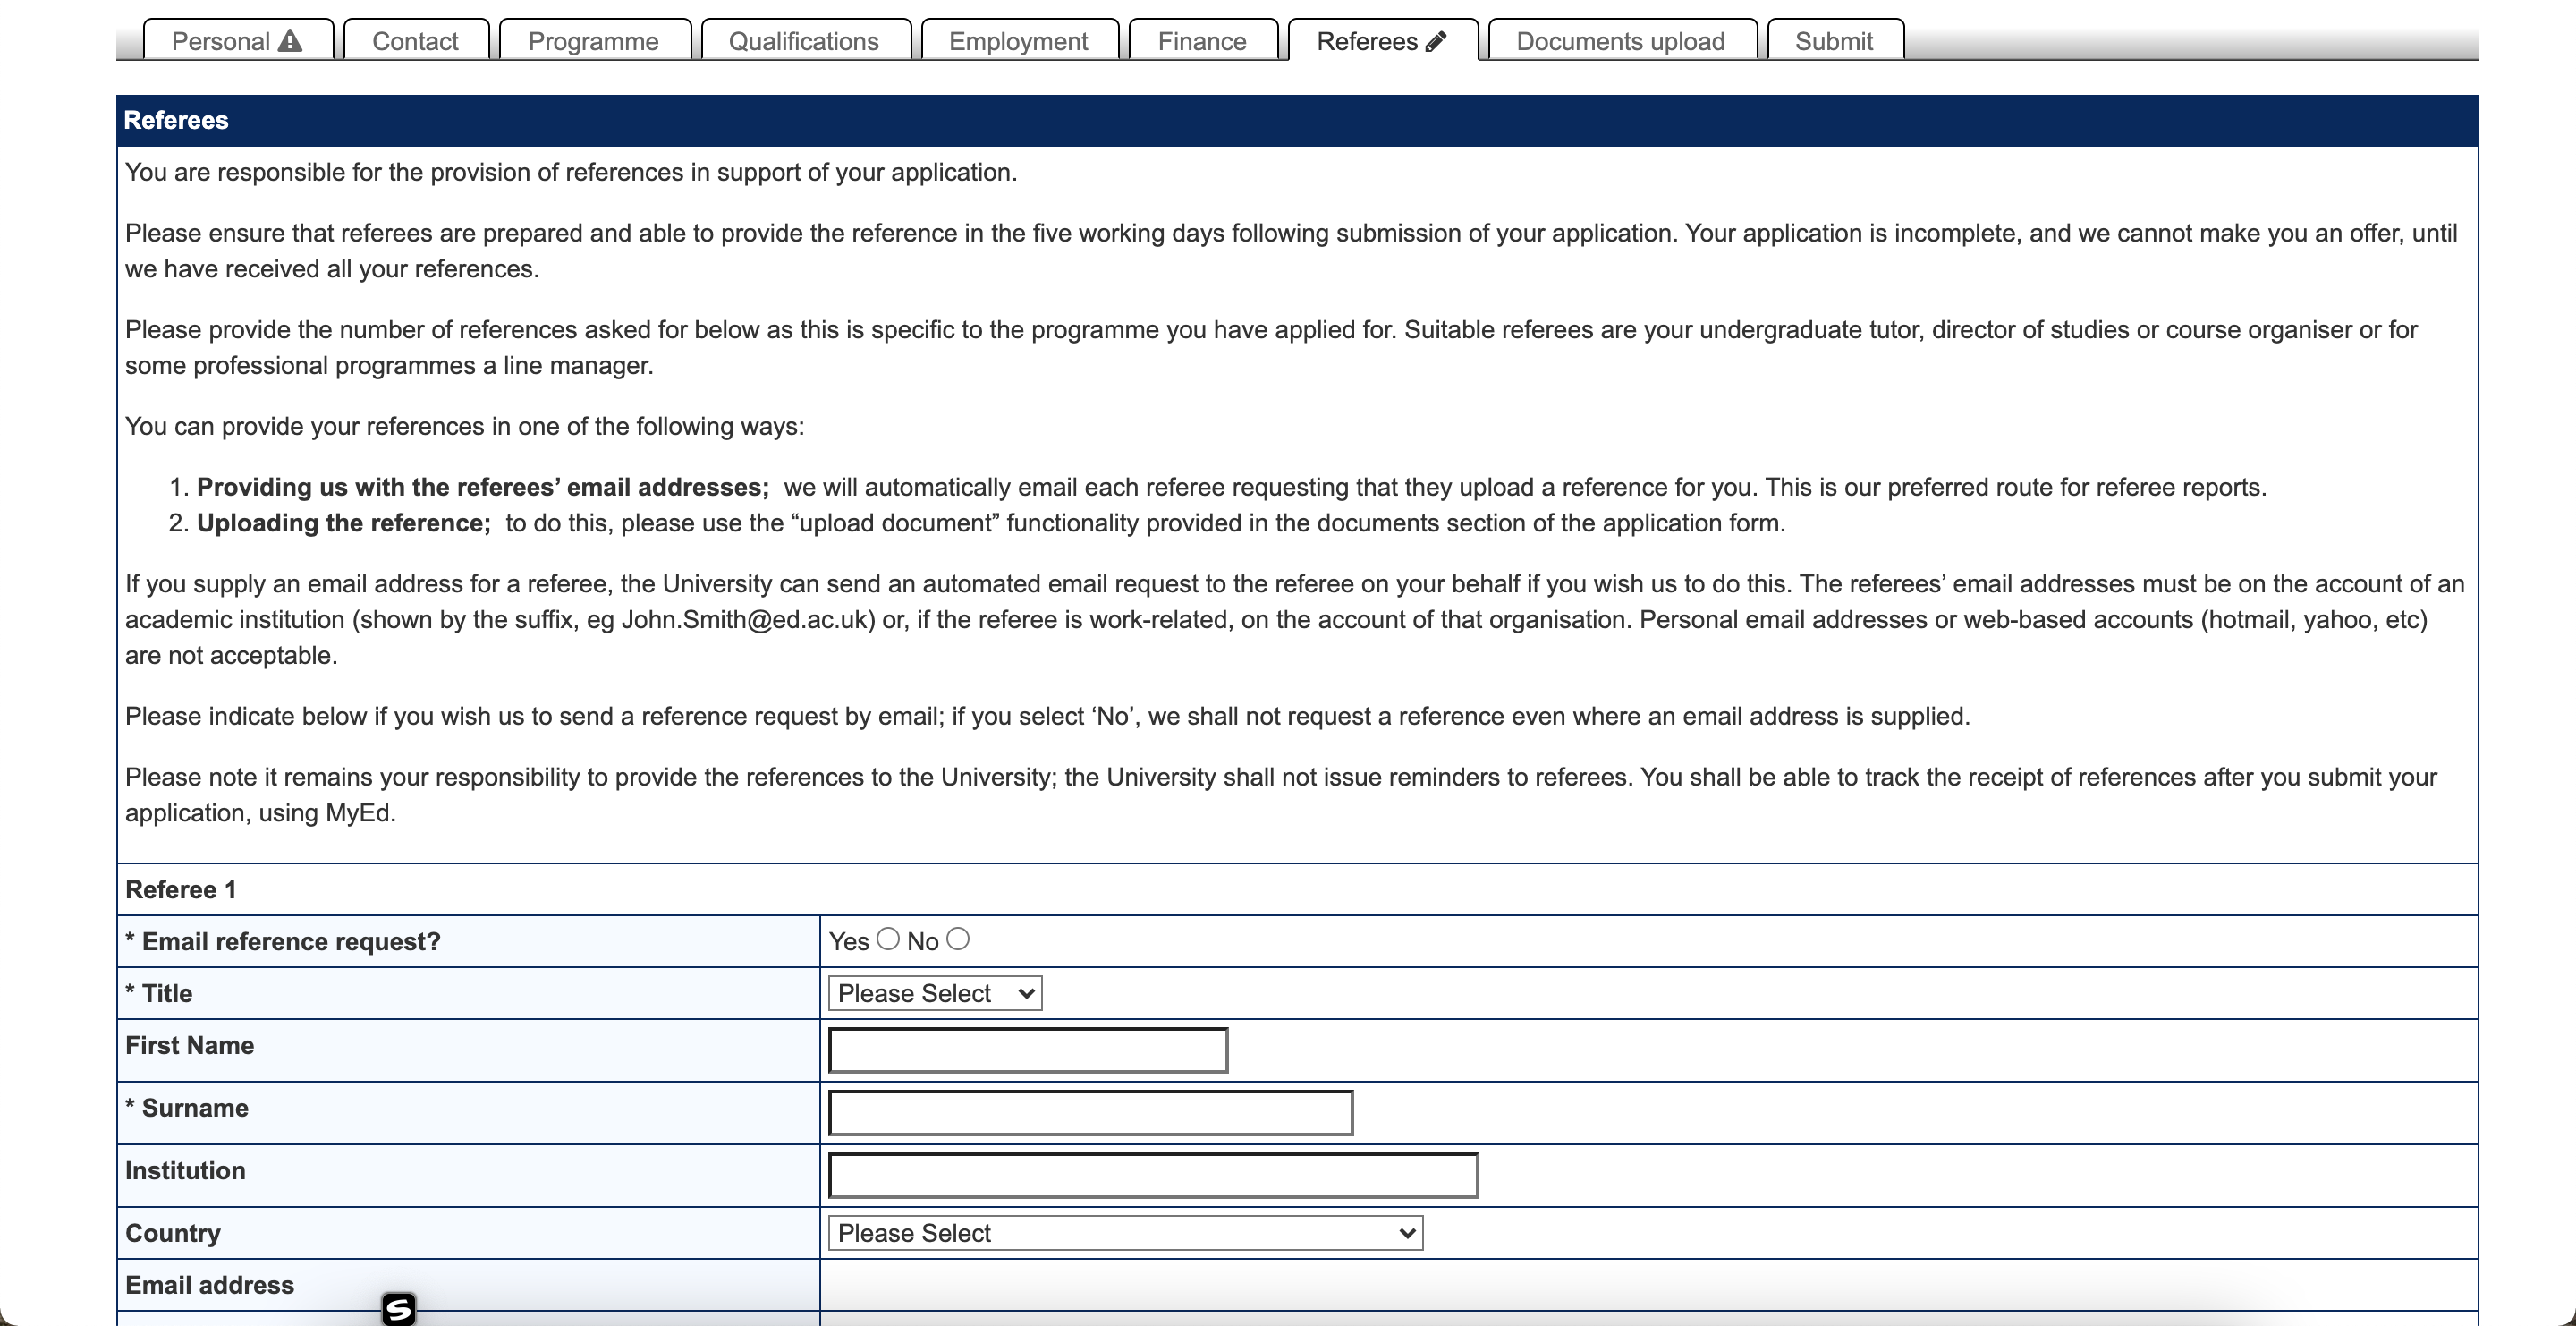 Personal
Contact
Programme
Qualifications
Employment
Finance
Referees
Documents upload
Submit
Referees
You are responsible for the provision of references in support of your application.
Please ensure that referees are prepared and able to provide the reference in the five working days following submission of your application. Your application is incomplete, and we cannot make you an offer, until
we have received all your references.
Please provide the number of references asked for below as this is specific to the programme you have applied for. Suitable referees are your undergraduate tutor, director of studies or course organiser or for
some professional programmes a line manager.
You can provide your references in one of the following ways:
1. Providing us with the referees’ email addresses; we will automatically email each referee requesting that they upload a reference for you. This is our preferred route for referee reports.
2. Uploading the reference; to do this, please use the “upload document” functionality provided in the documents section of the application form.
If you supply an email address for a referee, the University can send an automated email request to the referee on your behalf if you wish us to do this. The referees’ email addresses must be on the account of an
academic institution (shown by the suffix, eg John.Smith@ed.ac.uk) or, if the referee is work-related, on the account of that organisation. Personal email addresses or web-based accounts (hotmail, yahoo, etc)
are not acceptable.
Please indicate below if you wish us to send a reference request by email; if you select ‘No’, we shall not request a reference even where an email address is supplied.
Please note it remains your responsibility to provide the references to the University; the University shall not issue reminders to referees. You shall be able to track the receipt of references after you submit your
application, using MyEd.
Referee 1
* Email reference request?
Yes No
* Title
Please Select
First Name
* Surname
Institution
Country
Please Select
Email address
S